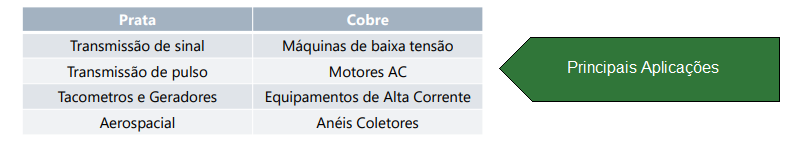 Prata Cobre
Transmissão de sinal Máquinas de baixa tensão
Transmissão de pulso Motores AC
Tacometros e Geradores Equipamentos de Alta Corrente
Aerospacial Anéis Coletores
Principais Aplicações